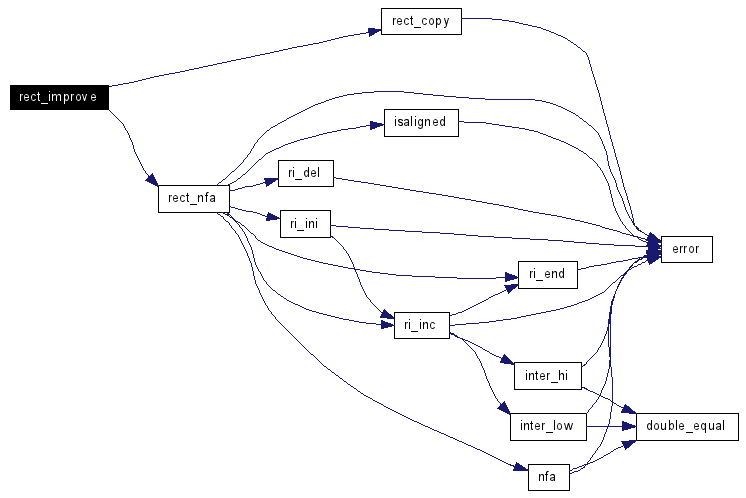 rect_copy
rect_improve
isaligned
ri_del
rect_nfa
ri_ini
error
ri_end
ri_inc
inter_hi
inter_low
double_equal
nfa